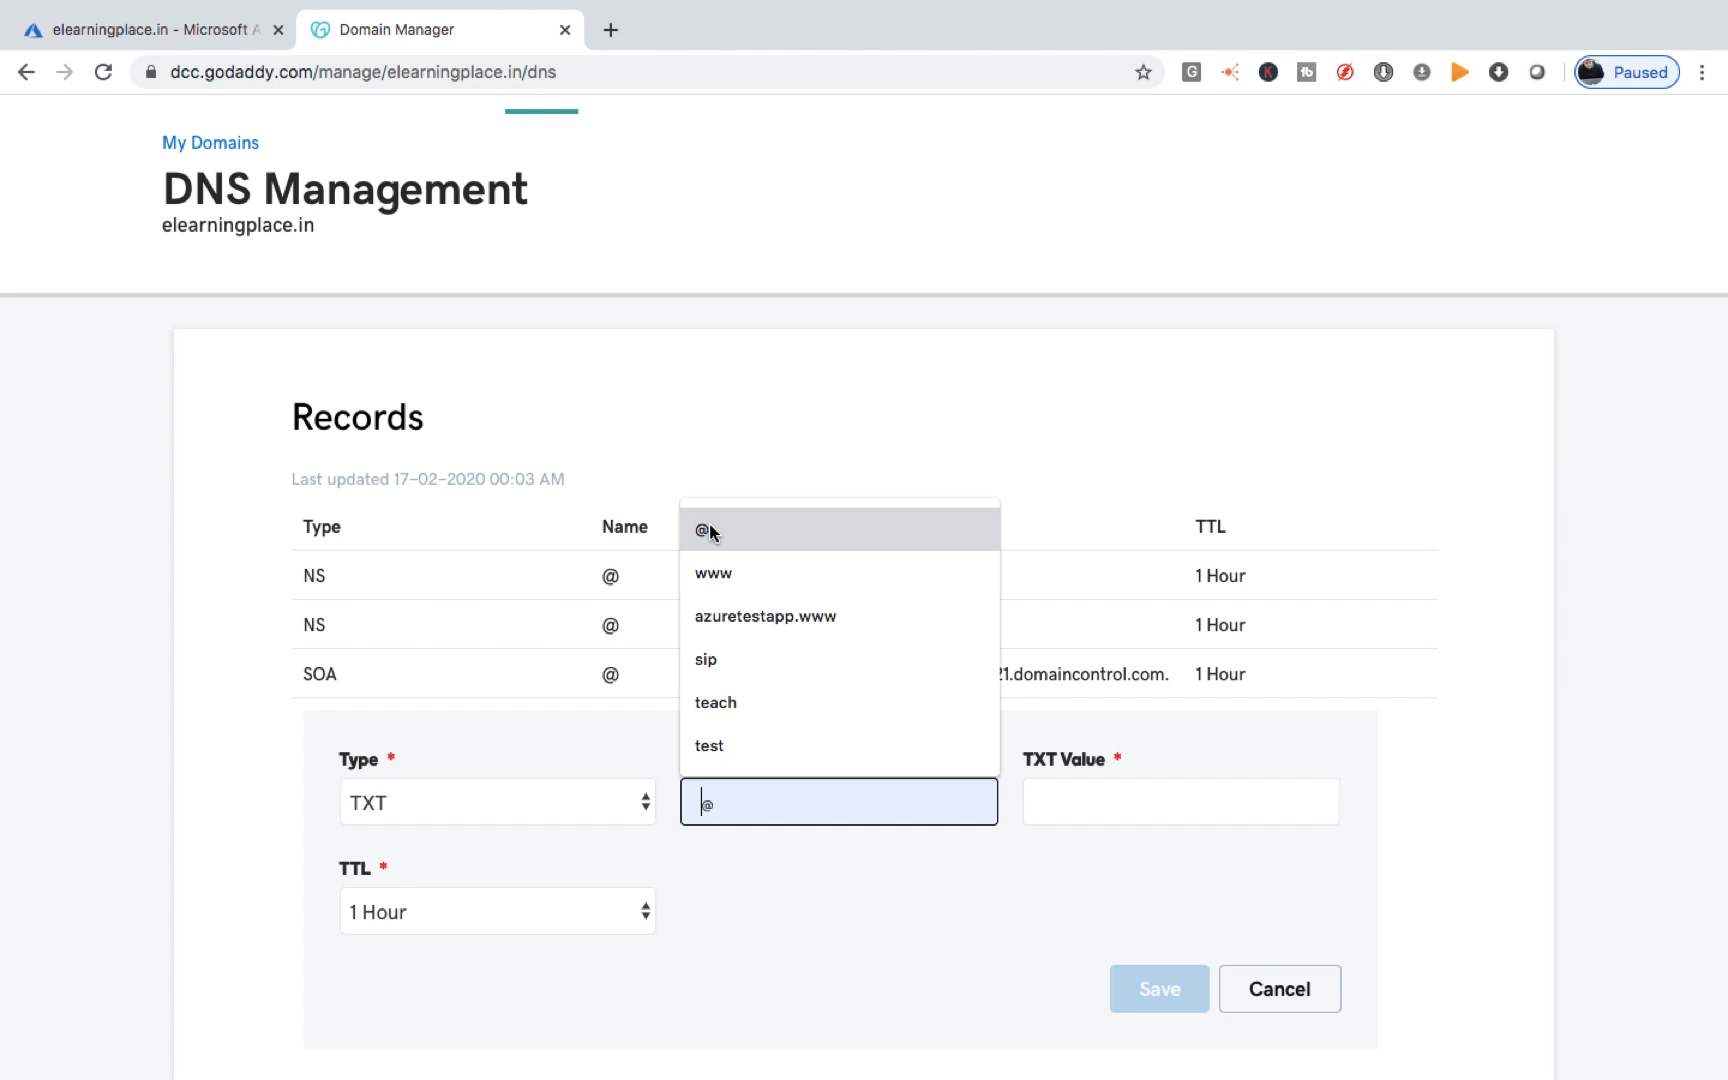 elearningplace.in - Microsoft A
Domain Manager
dcc.godaddy.com/manage/elearningplace.in/dns
Paused
My Domains
DNS Management
elearningplace.in
Records
Last updated 17-02-2020 00:03 AM
Type Name TTL
NS @ 1 Hour
NS @ 1 Hour
SOA @ 21.domaincontrol.com. 1 Hour
@
www
azuretestapp.www
sip
teach
test
Type * TXT Value *
TXT @
TTL *
1 Hour
Save Cancel